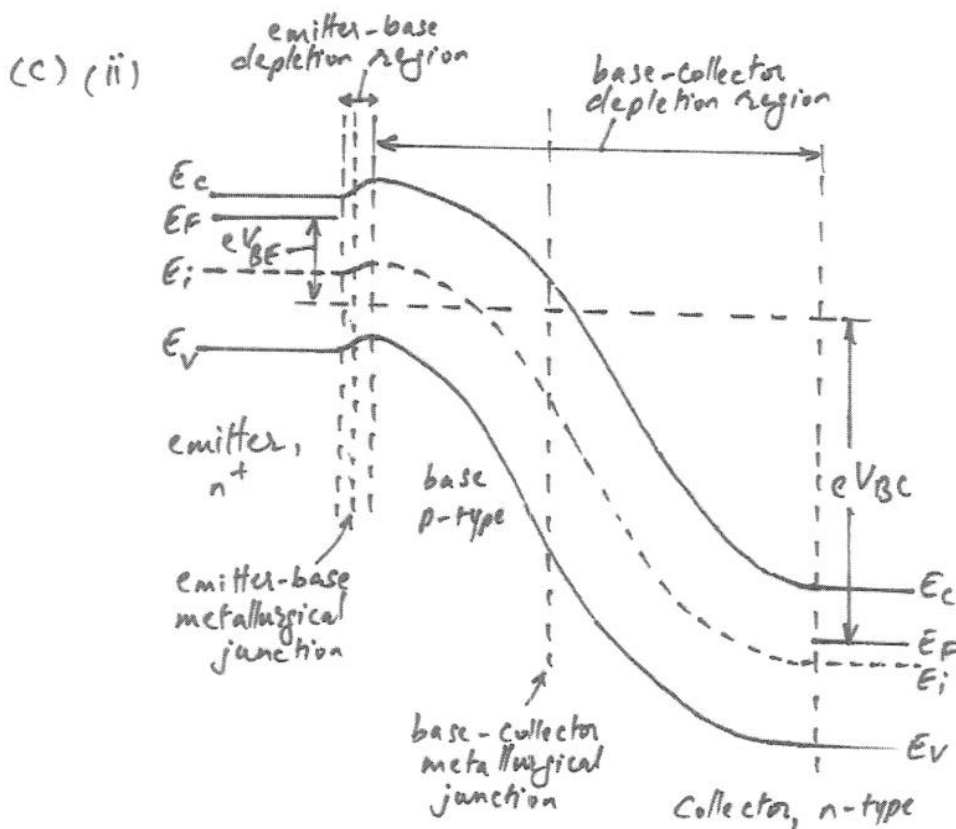 (c) (ii)
emitter-base
depletion region
base-collector
depletion region
Ec
EF
eVBE
Ei
Ev
emitter,
n+
base
p-type
eVBC
emitter-base
metallurgical
junction
Ec
EF
Ei
base-collector
metallurgical
junction
Ev
Collector, n-type